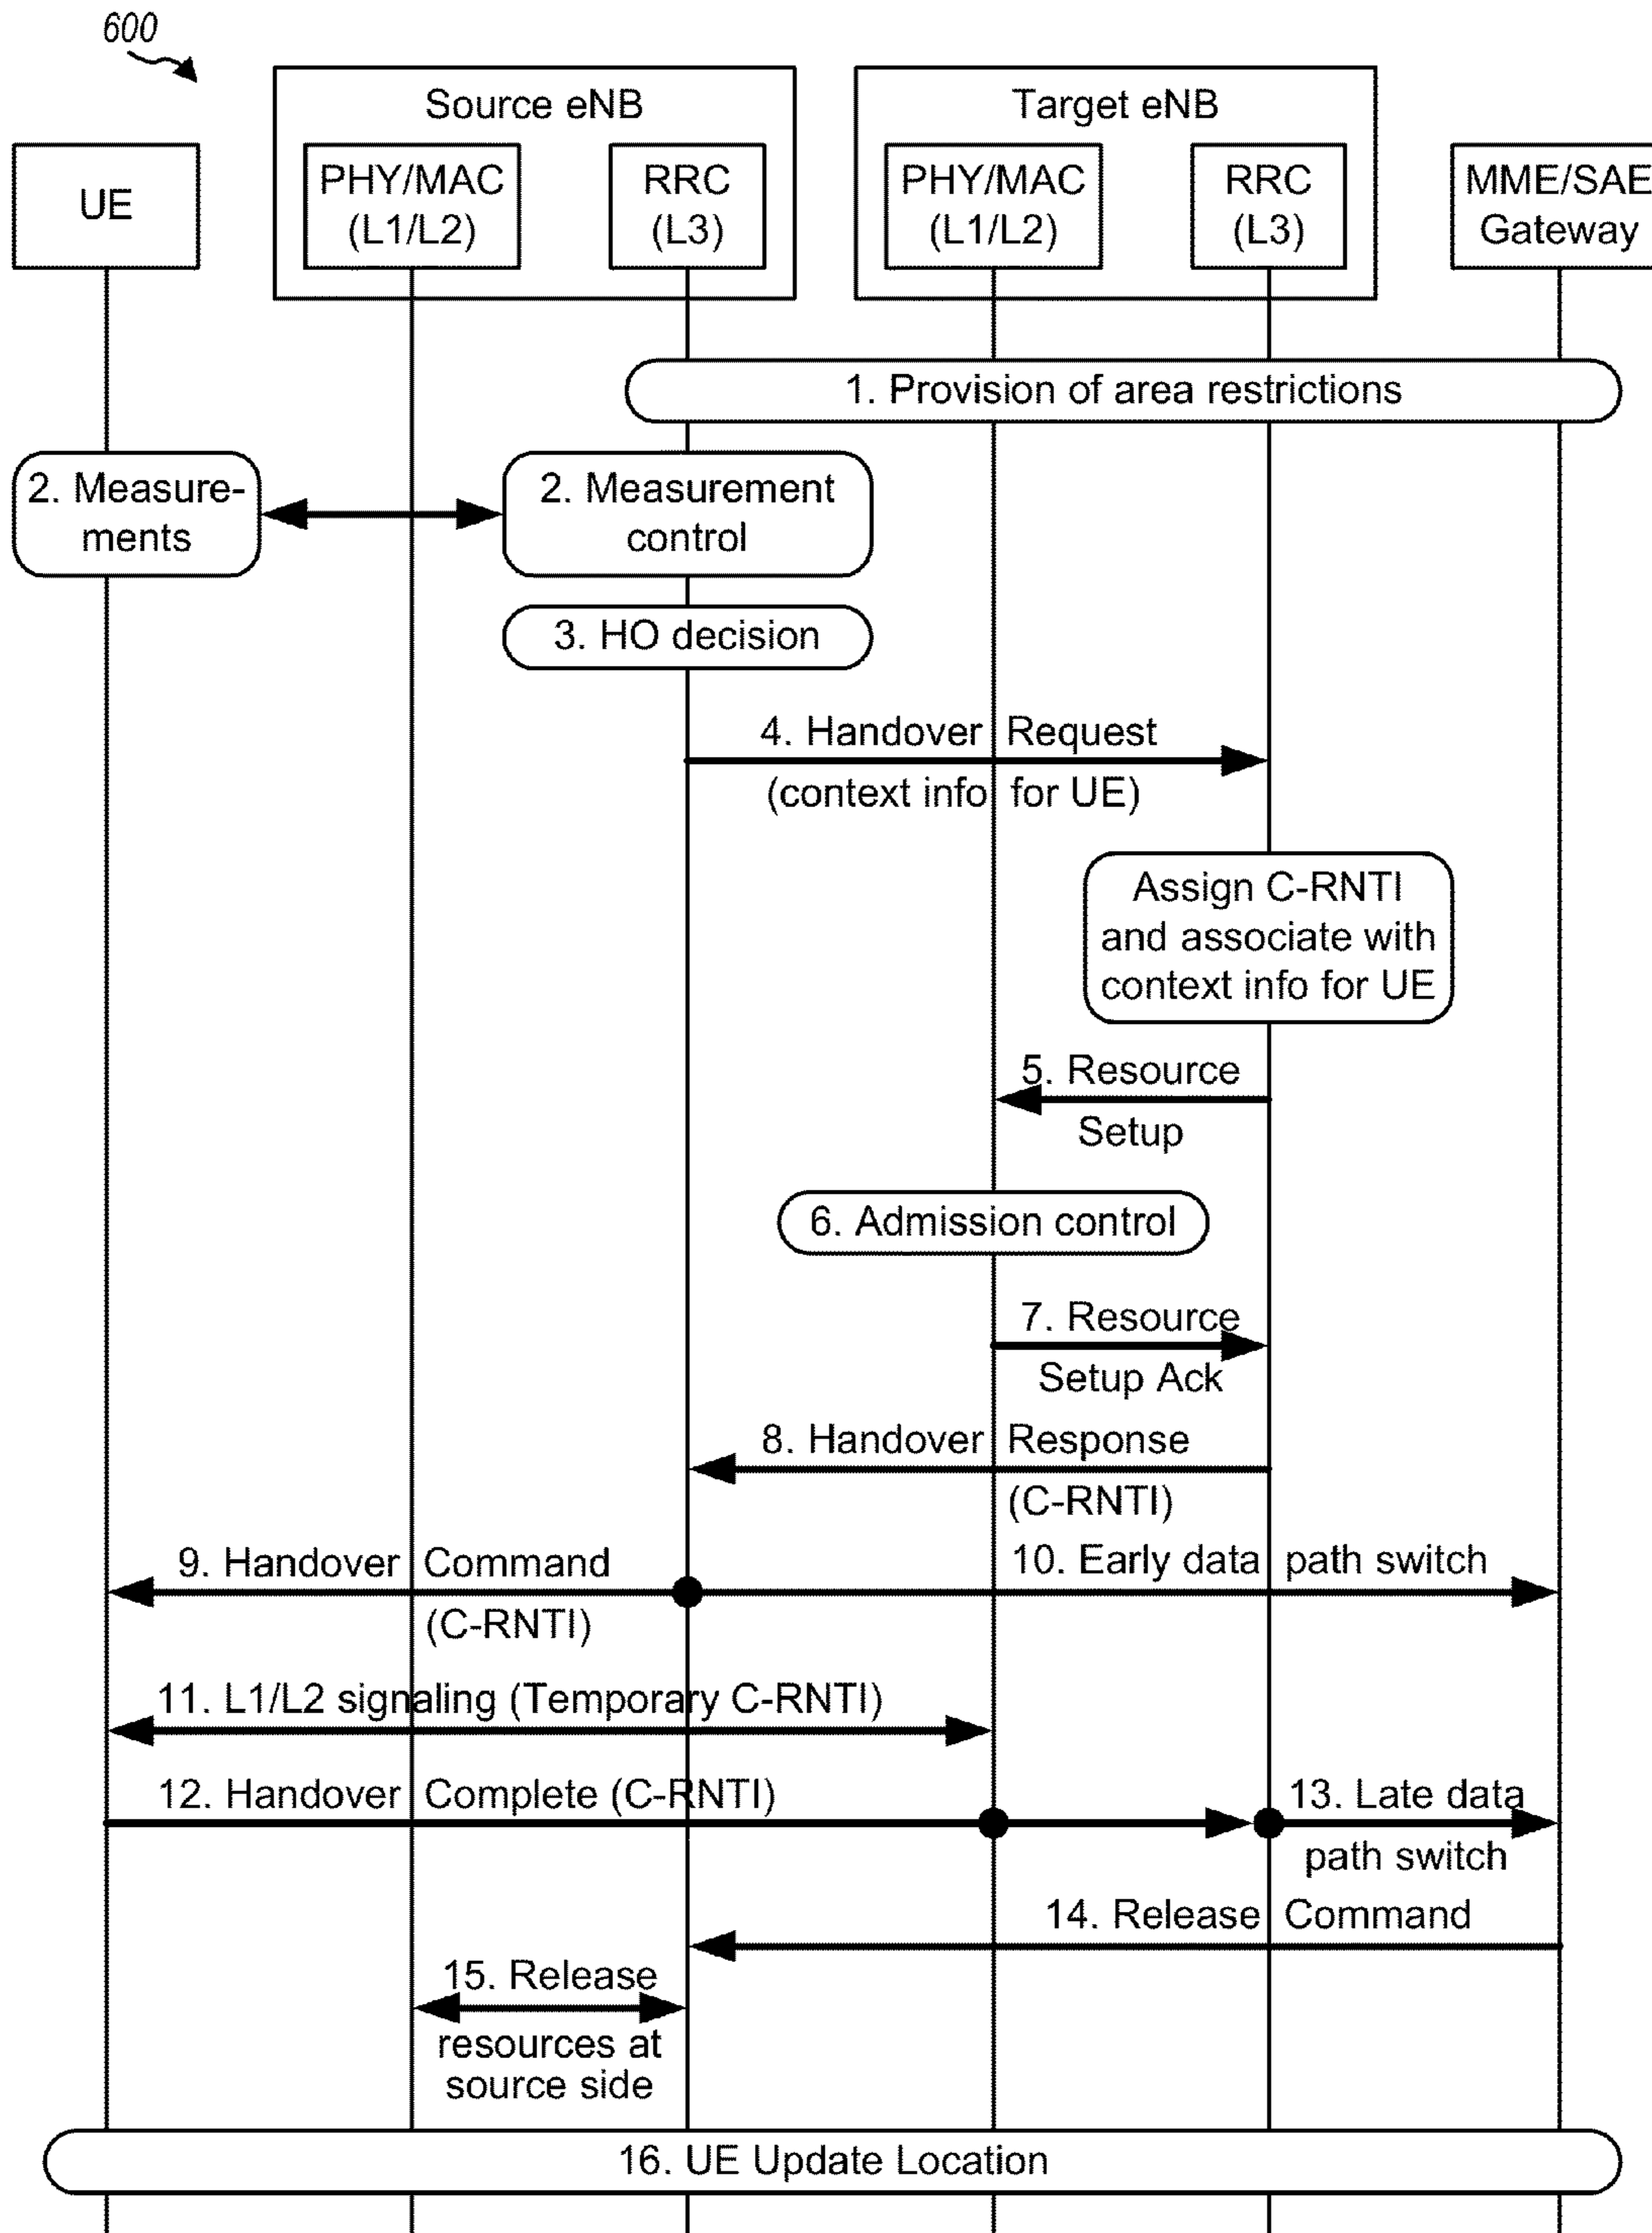 600
Source eNB
Target eNB
UE
PHY/MAC
(L1/L2)
RRC
(L3)
PHY/MAC
(L1/L2)
RRC
(L3)
MME/SAE
Gateway
1. Provision of area restrictions
2. Measure-
ments
2. Measurement
control
3. HO decision
4. Handover Request
(context info for UE)
Assign C-RNTI
and associate with
context info for UE
5. Resource
Setup
6. Admission control
7. Resource
Setup Ack
8. Handover Response
(C-RNTI)
9. Handover Command
(C-RNTI)
10. Early data path switch
11. L1/L2 signaling (Temporary C-RNTI)
12. Handover Complete (C-RNTI)
13. Late data
path switch
14. Release Command
15. Release
resources at
source side
16. UE Update Location